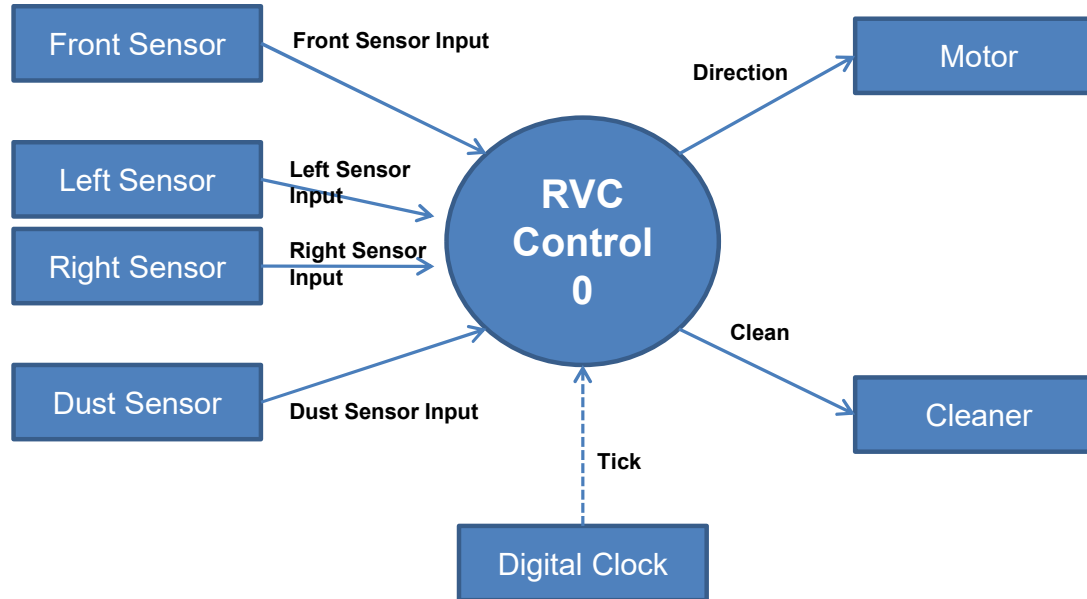 Front Sensor
Front Sensor Input
Direction
Motor
Left Sensor
Left Sensor
Input
Right Sensor
Right Sensor
Input
RVC
Control
0
Dust Sensor
Dust Sensor Input
Clean
Cleaner
Tick
Digital Clock